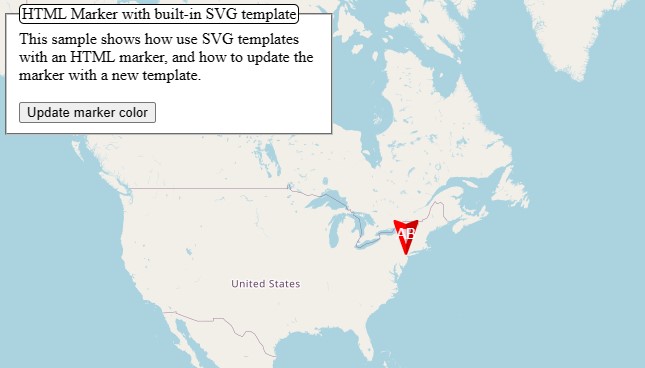 HTML Marker with built-in SVG template
This sample shows how use SVG templates
with an HTML marker, and how to update the
marker with a new template.
Update marker color
AB
United States